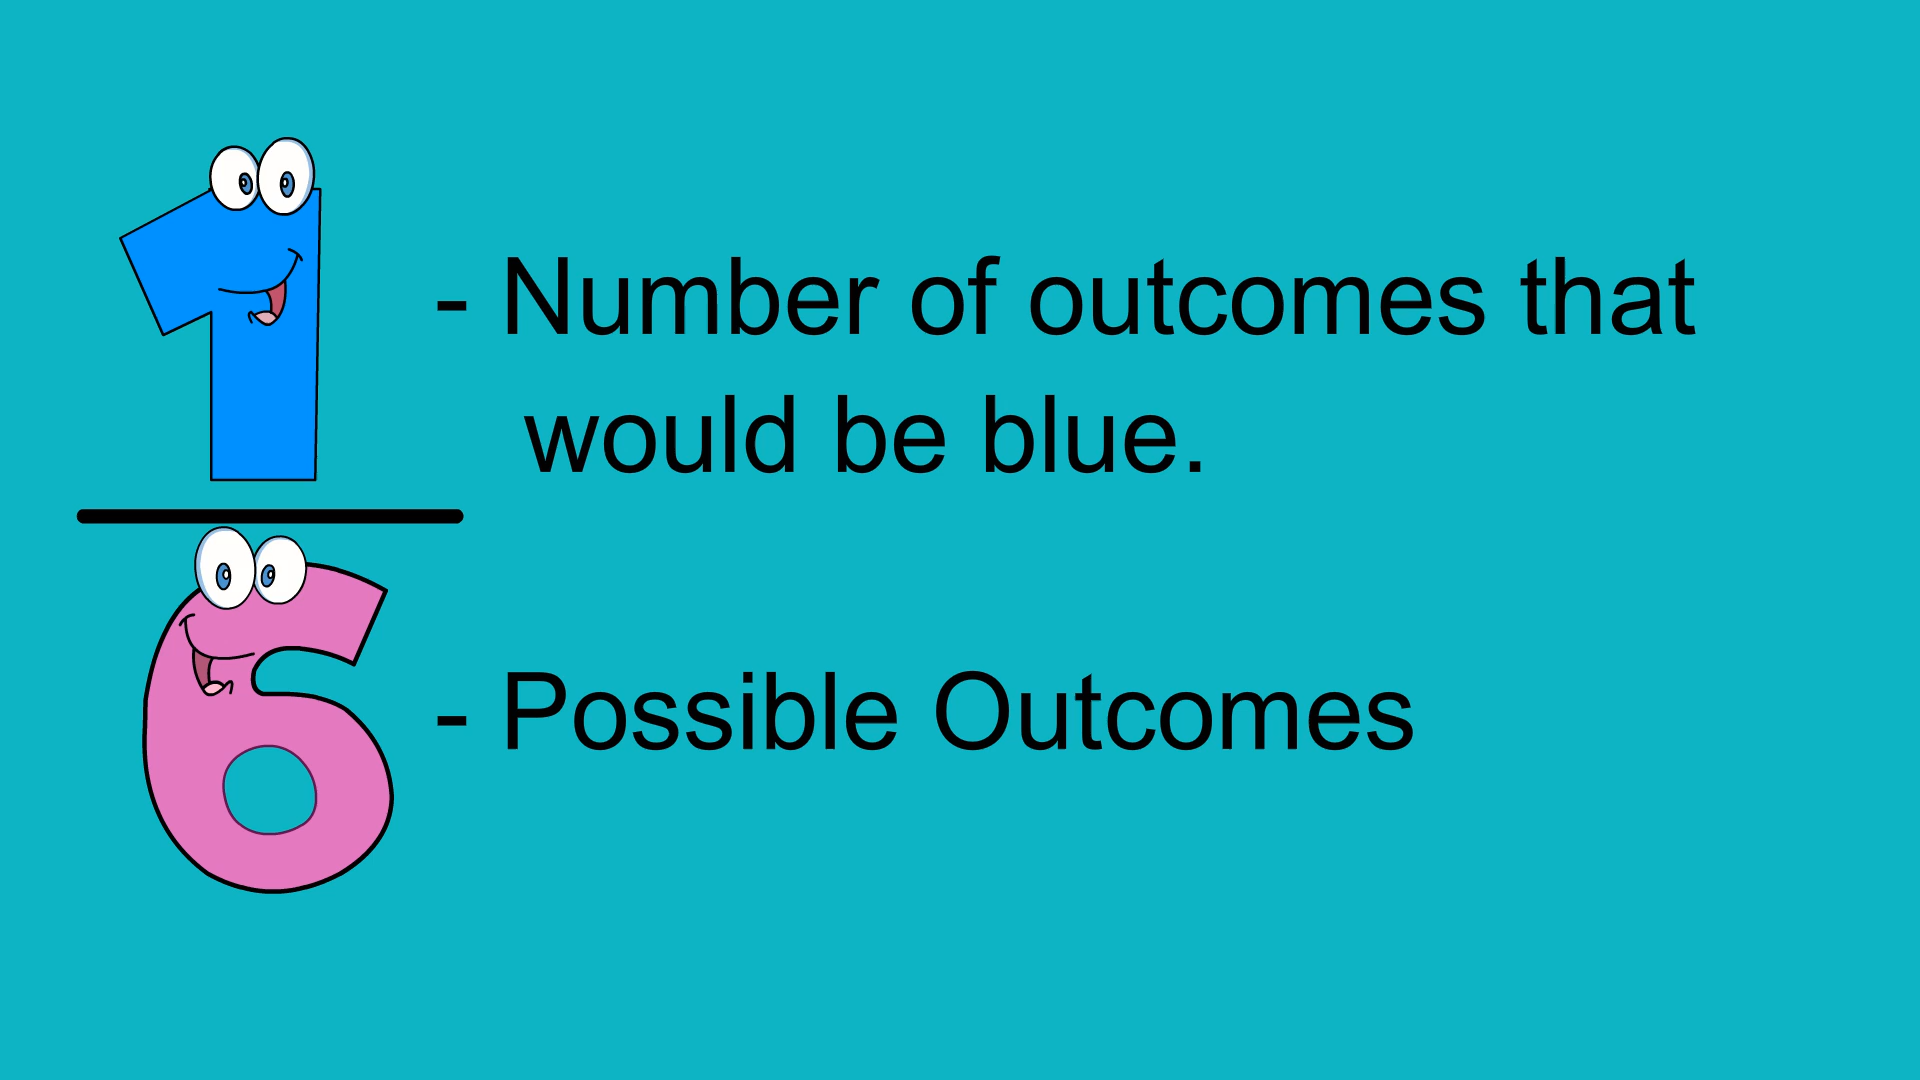 1
- Number of outcomes that
would be blue.
6
- Possible Outcomes